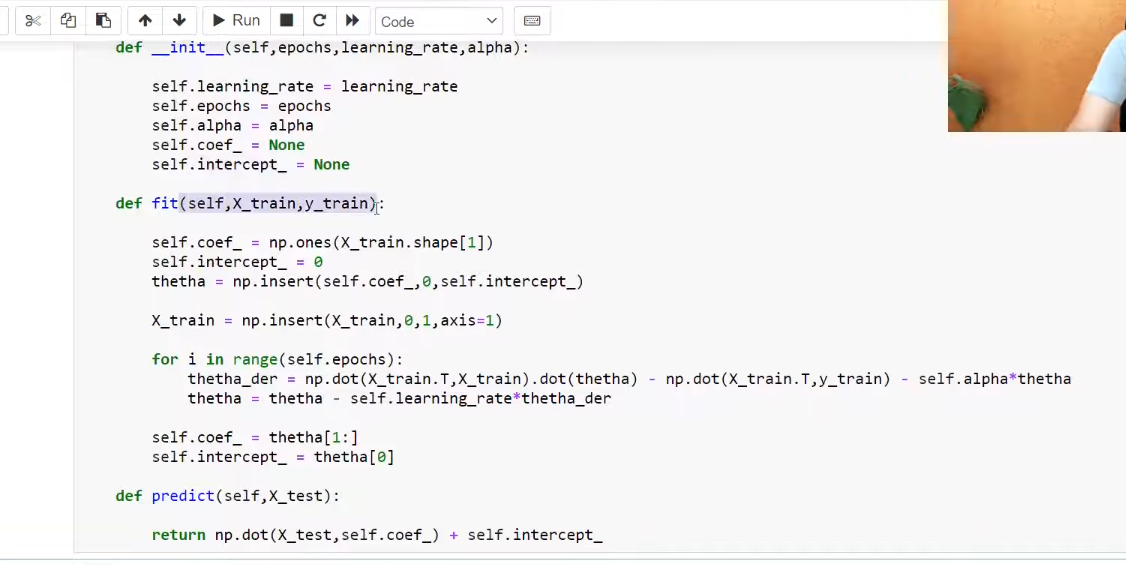 Run Code
def __init__(self,epochs,learning_rate,alpha):
self.learning_rate = learning_rate
self.epochs = epochs
self.alpha = alpha
self.coef_ = None
self.intercept_ = None
def fit(self,X_train,y_train):
self.coef_ = np.ones(X_train.shape[1])
self.intercept_ = 0
thetha = np.insert(self.coef_,0,self.intercept_)
X_train = np.insert(X_train,0,1,axis=1)
for i in range(self.epochs):
thetha_der = np.dot(X_train.T,X_train).dot(thetha) - np.dot(X_train.T,y_train) - self.alpha*thetha
thetha = thetha - self.learning_rate*thetha_der
self.coef_ = thetha[1:]
self.intercept_ = thetha[0]
def predict(self,X_test):
return np.dot(X_test,self.coef_) + self.intercept_